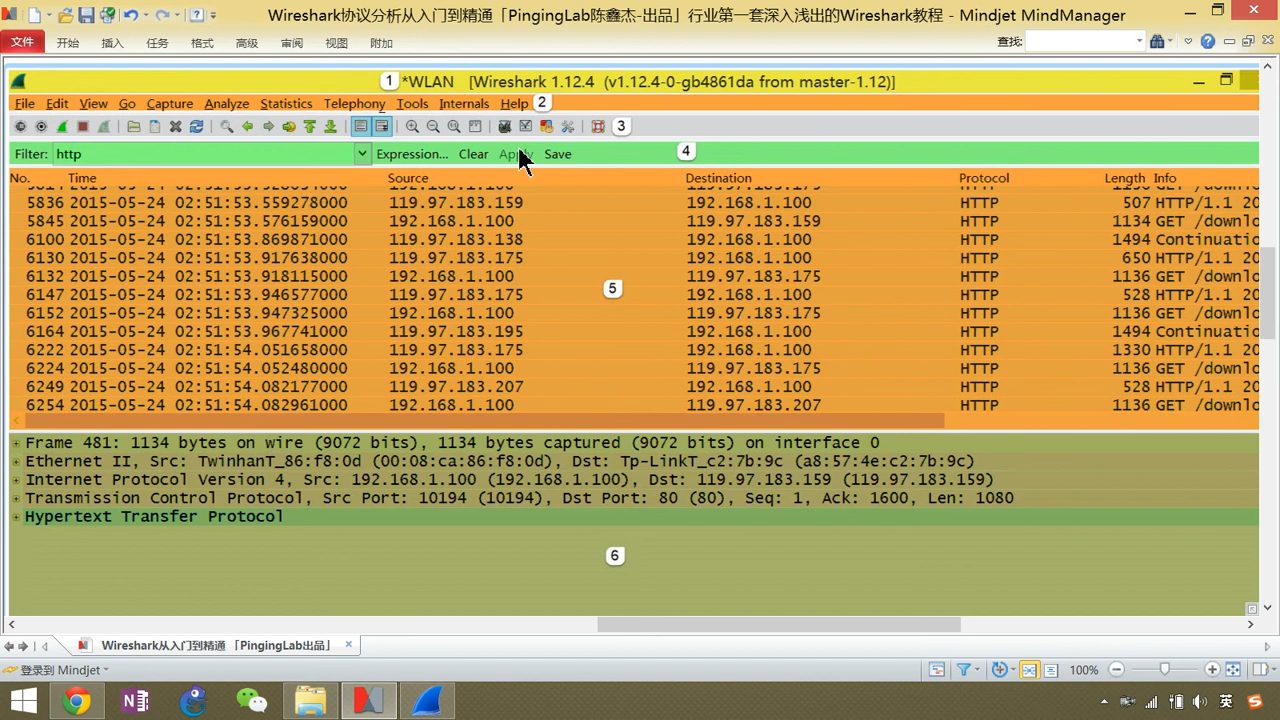 Wireshark协议分析从入门到精通「PingingLab陈鑫杰-出品」行业第一套深入浅出的Wireshark教程 - Mindjet MindManager
文件 开始 插入 任务 格式 高级 审阅 视图 附加 查找:
1 *WLAN [Wireshark 1.12.4 (v1.12.4-0-gb4861da from master-1.12)]
File Edit View Go Capture Analyze Statistics Telephony Tools Internals Help 2
3
Filter: http Expression... Clear Apply Save 4
No. Time Source Destination Protocol Length Info
5836 2015-05-24 02:51:53.559278000 119.97.183.159 192.168.1.100 HTTP 507 HTTP/1.1 20
5845 2015-05-24 02:51:53.576159000 192.168.1.100 119.97.183.159 HTTP 1134 GET /downlo
6100 2015-05-24 02:51:53.869871000 119.97.183.138 192.168.1.100 HTTP 1494 Continuatio
6130 2015-05-24 02:51:53.917638000 119.97.183.175 192.168.1.100 HTTP 650 HTTP/1.1 20
6132 2015-05-24 02:51:53.918115000 192.168.1.100 119.97.183.175 HTTP 1136 GET /downlo
6147 2015-05-24 02:51:53.946577000 119.97.183.175 192.168.1.100 HTTP 528 HTTP/1.1 20
6152 2015-05-24 02:51:53.947325000 192.168.1.100 119.97.183.175 HTTP 1136 GET /downlo
6164 2015-05-24 02:51:53.967741000 119.97.183.195 192.168.1.100 HTTP 1494 Continuatio
6222 2015-05-24 02:51:54.051658000 119.97.183.175 192.168.1.100 HTTP 1330 HTTP/1.1 20
6224 2015-05-24 02:51:54.052480000 192.168.1.100 119.97.183.175 HTTP 1136 GET /downlo
6249 2015-05-24 02:51:54.082177000 119.97.183.207 192.168.1.100 HTTP 528 HTTP/1.1 20
6254 2015-05-24 02:51:54.082961000 192.168.1.100 119.97.183.207 HTTP 1136 GET /downlo
5
Frame 481: 1134 bytes on wire (9072 bits), 1134 bytes captured (9072 bits) on interface 0
Ethernet II, Src: TwinhanT_86:f8:0d (00:08:ca:86:f8:0d), Dst: Tp-LinkT_c2:7b:9c (a8:57:4e:c2:7b:9c)
Internet Protocol Version 4, Src: 192.168.1.100 (192.168.1.100), Dst: 119.97.183.159 (119.97.183.159)
Transmission Control Protocol, Src Port: 10194 (10194), Dst Port: 80 (80), Seq: 1, Ack: 1600, Len: 1080
Hypertext Transfer Protocol
6
Wireshark从入门到精通 「PingingLab出品」
登录到 Mindjet 100%
英